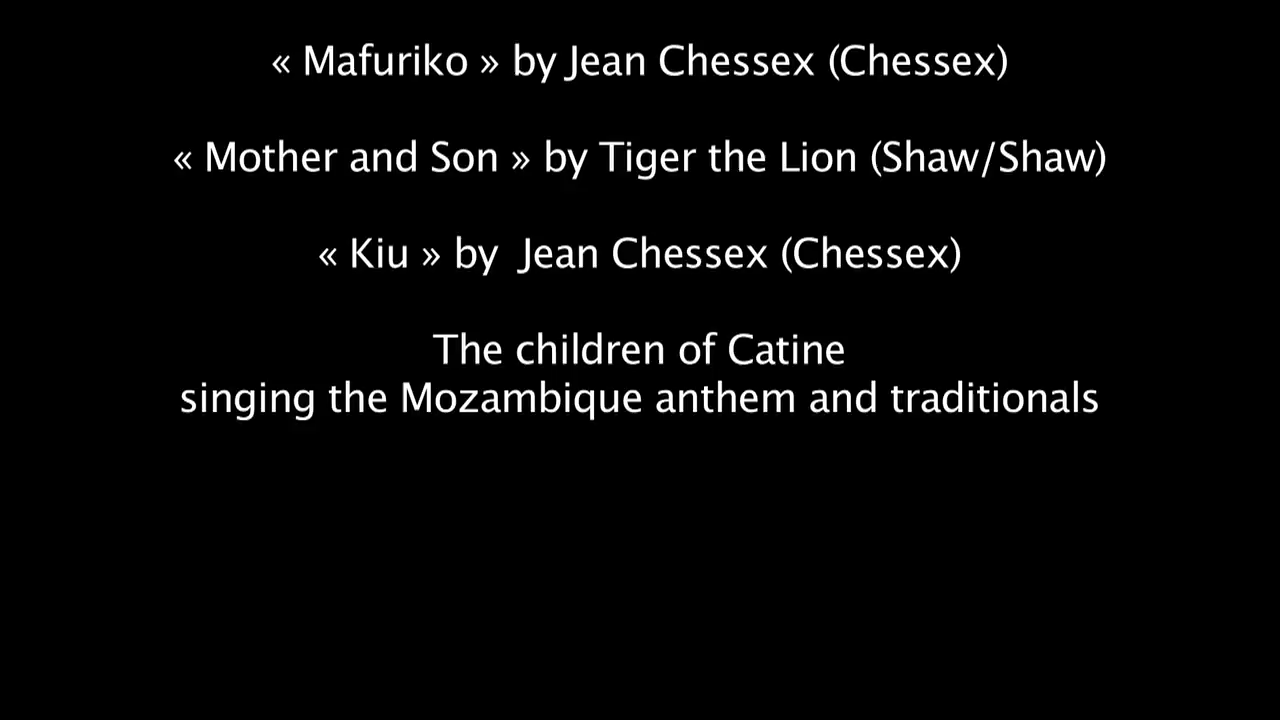 « Mafuriko » by Jean Chessex (Chessex)
« Mother and Son » by Tiger the Lion (Shaw/Shaw)
« Kiu » by  Jean Chessex (Chessex)
The children of Catine
singing the Mozambique anthem and traditionals